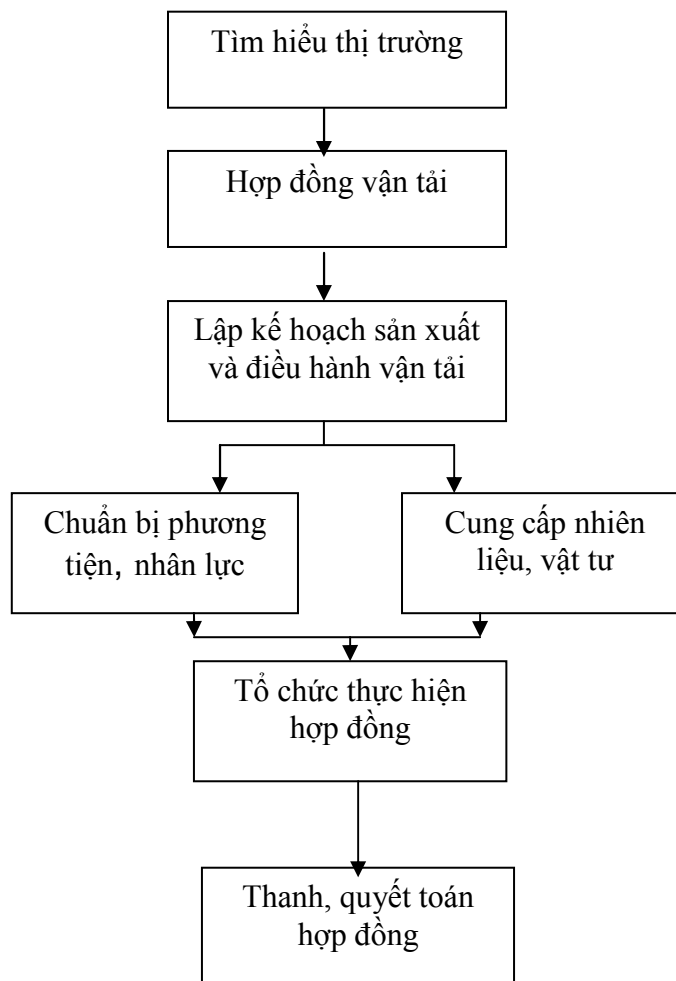 Tìm hiểu thị trường
Hợp đồng vận tải
Lập kế hoạch sản xuất
và điều hành vận tải
Chuẩn bị phương
tiện, nhân lực
Cung cấp nhiên
liệu, vật tư
Tổ chức thực hiện
hợp đồng
Thanh, quyết toán
hợp đồng